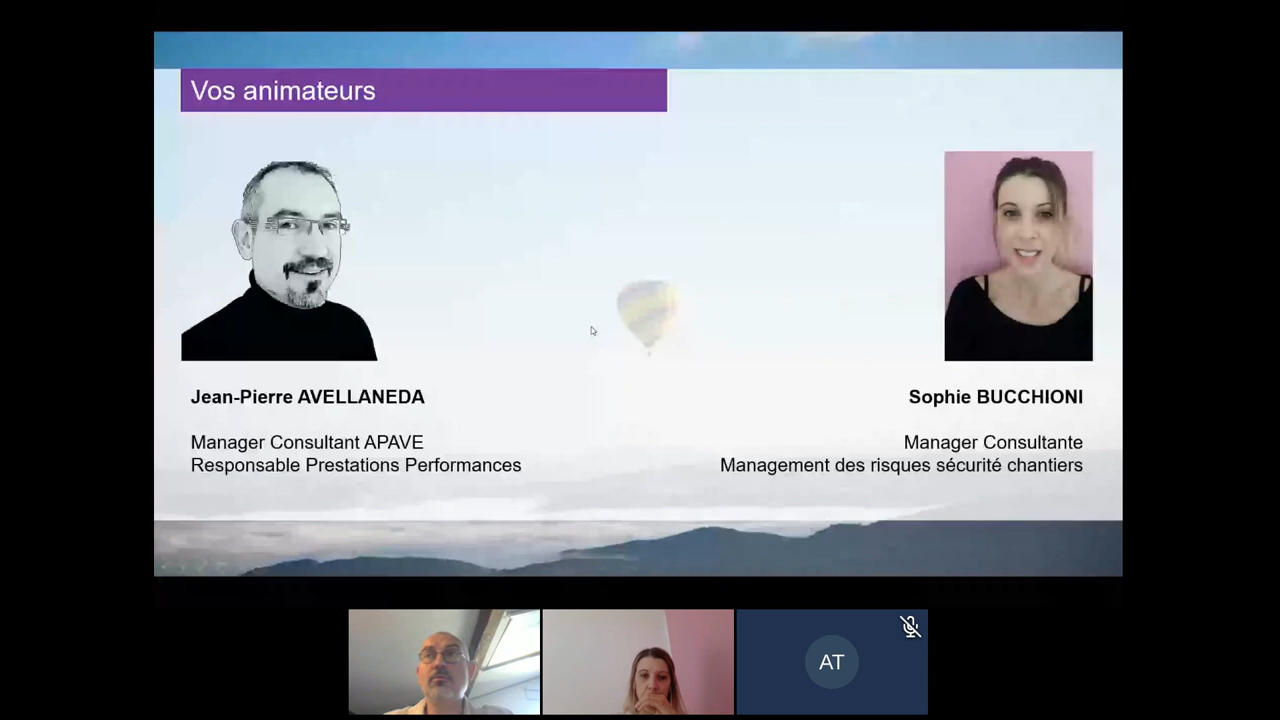 Vos animateurs
Jean-Pierre AVELLANEDA
Manager Consultant APAVE
Responsable Prestations Performances
Sophie BUCCHIONI
Manager Consultante
Management des risques sécurité chantiers
AT